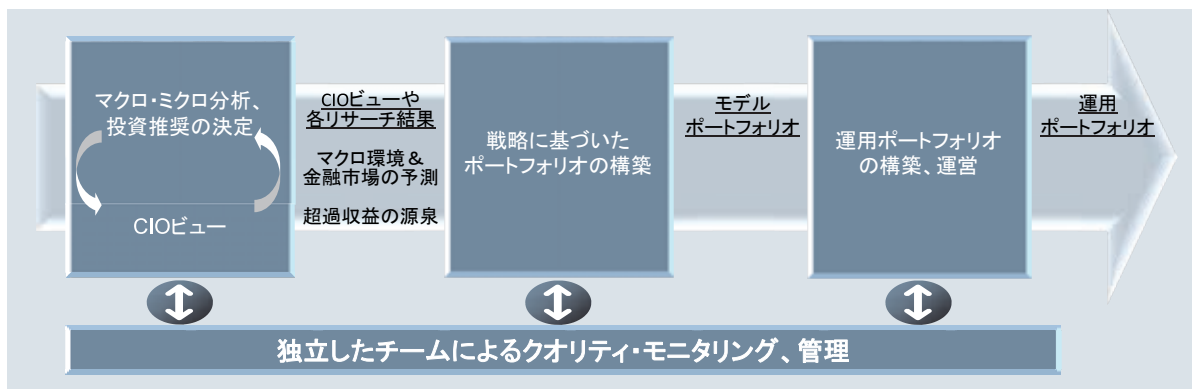 マクロ・ミクロ分析、
投資推奨の決定
CIOビュー
CIOビューや
各リサーチ結果
マクロ環境＆
金融市場の予測
超過収益の源泉
戦略に基づいた
ポートフォリオの構築
モデル
ポートフォリオ
運用ポートフォリオ
の構築、運営
運用
ポートフォリオ
独立したチームによるクオリティ・モニタリング、管理